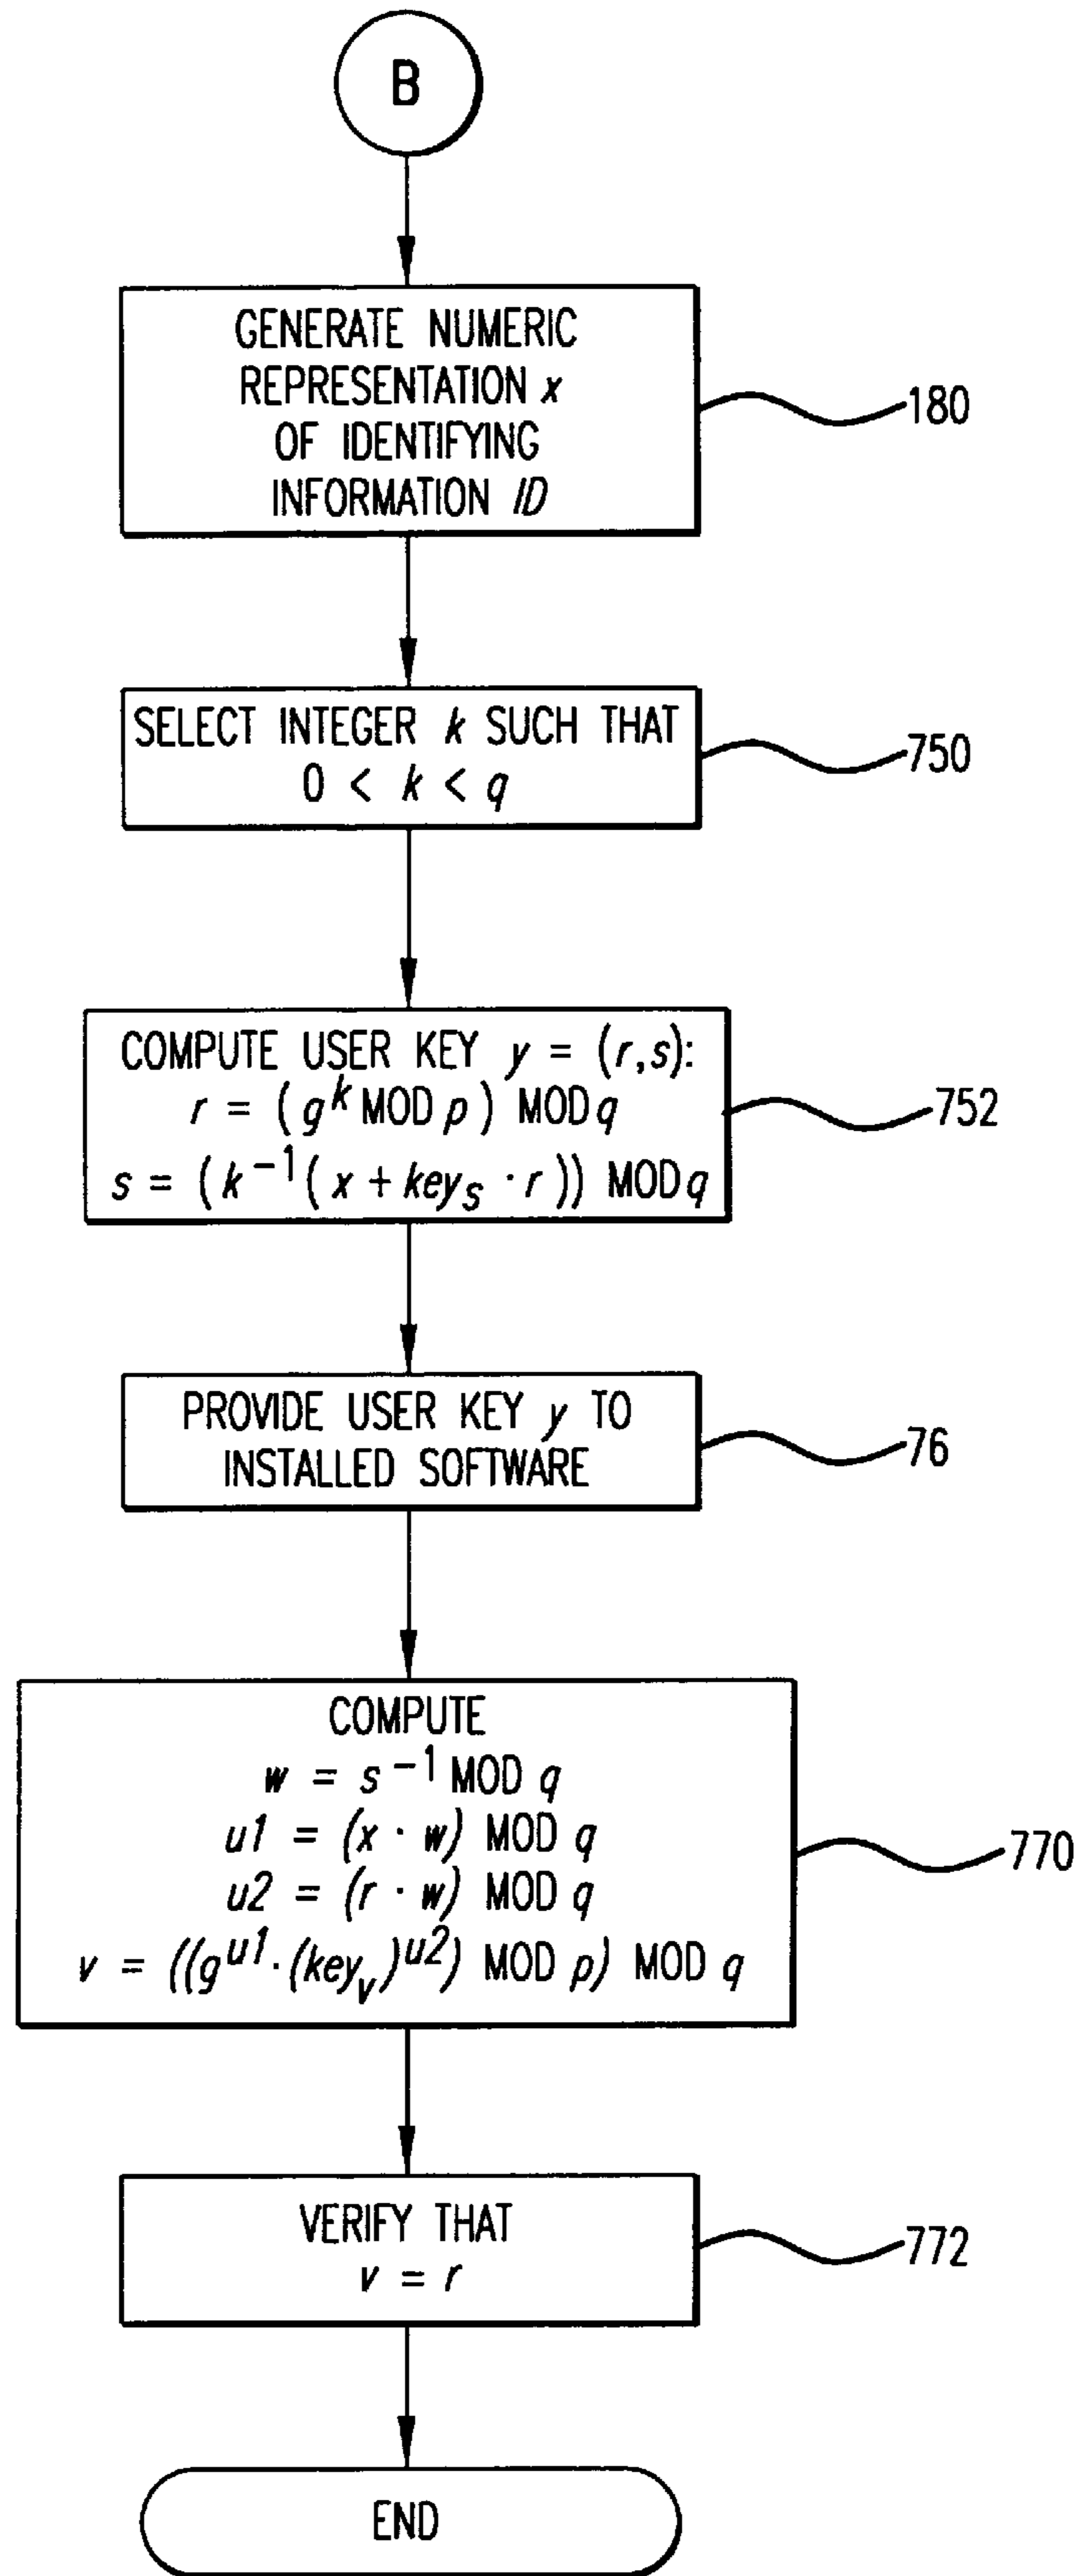 B
GENERATE NUMERIC
REPRESENTATION x
OF IDENTIFYING
INFORMATION ID
180
SELECT INTEGER k SUCH THAT
0 < k < q
750
COMPUTE USER KEY y = (r,s):
r = (g^k MOD p) MOD q
s = (k^-1(x + key_s · r)) MOD q
752
PROVIDE USER KEY y TO
INSTALLED SOFTWARE
76
COMPUTE
w = s^-1 MOD q
u1 = (x · w) MOD q
u2 = (r · w) MOD q
v = ((g^u1 · (key_v)^u2) MOD p) MOD q
770
VERIFY THAT
v = r
772
END